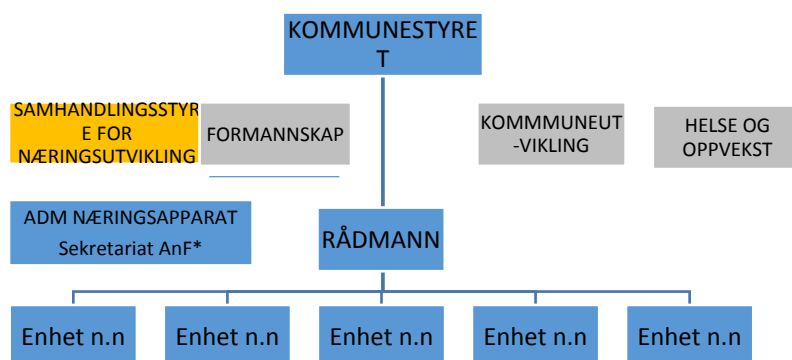 KOMMUNESTYRE
T
SAMHANDLINGSSTYR
E FOR
NÆRINGSUTVIKLING
FORMANNSKAP
KOMMMUNEUT
-VIKLING
HELSE OG
OPPVEKST
ADM NÆRINGSAPPARAT
Sekretariat AnF*
RÅDMANN
Enhet n.n
Enhet n.n
Enhet n.n
Enhet n.n
Enhet n.n